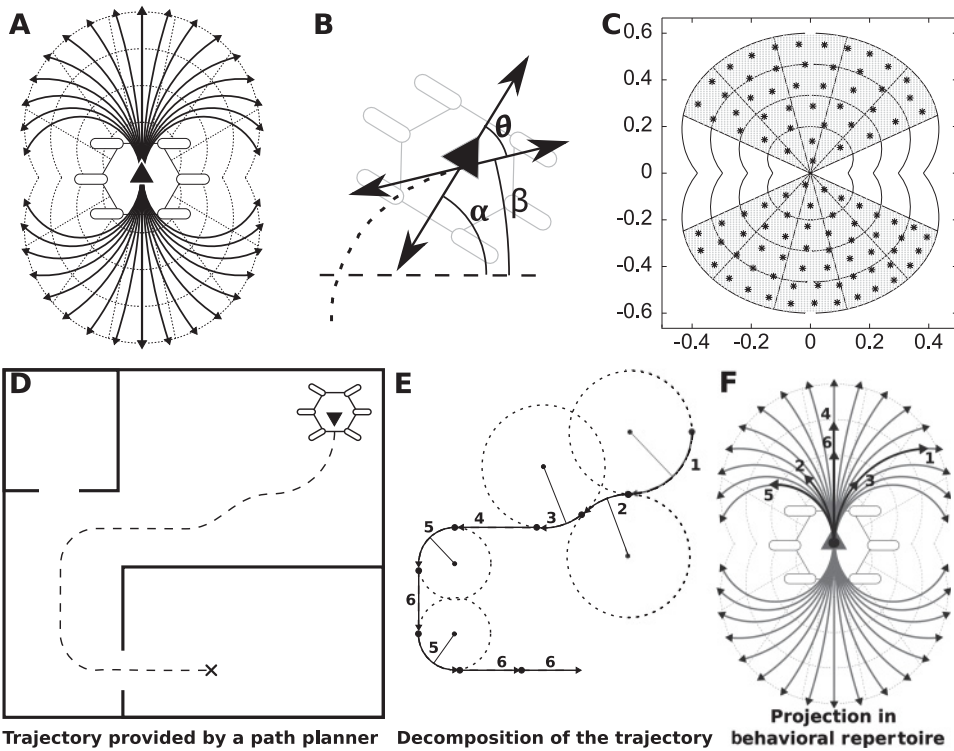 A
B
θ
α
β
C
0.6
0.4
0.2
0
-0.2
-0.4
-0.6
-0.4 -0.2 0 0.2 0.4
D
Trajectory provided by a path planner
E
1
2
3
4
5
6
5
6 6
Decomposition of the trajectory
F
4
6
1
2
3
5
Projection in
behavioral repertoire